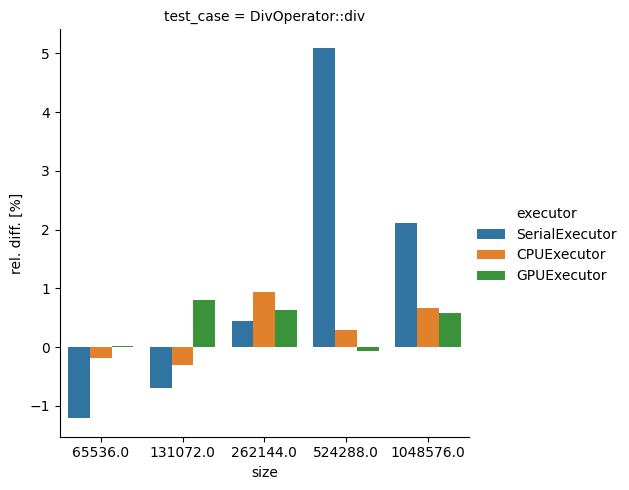 test_case = DivOperator::div
rel. diff. [%]
5
4
3
2
1
0
−1
65536.0 131072.0 262144.0 524288.0 1048576.0
size
executor
SerialExecutor
CPUExecutor
GPUExecutor